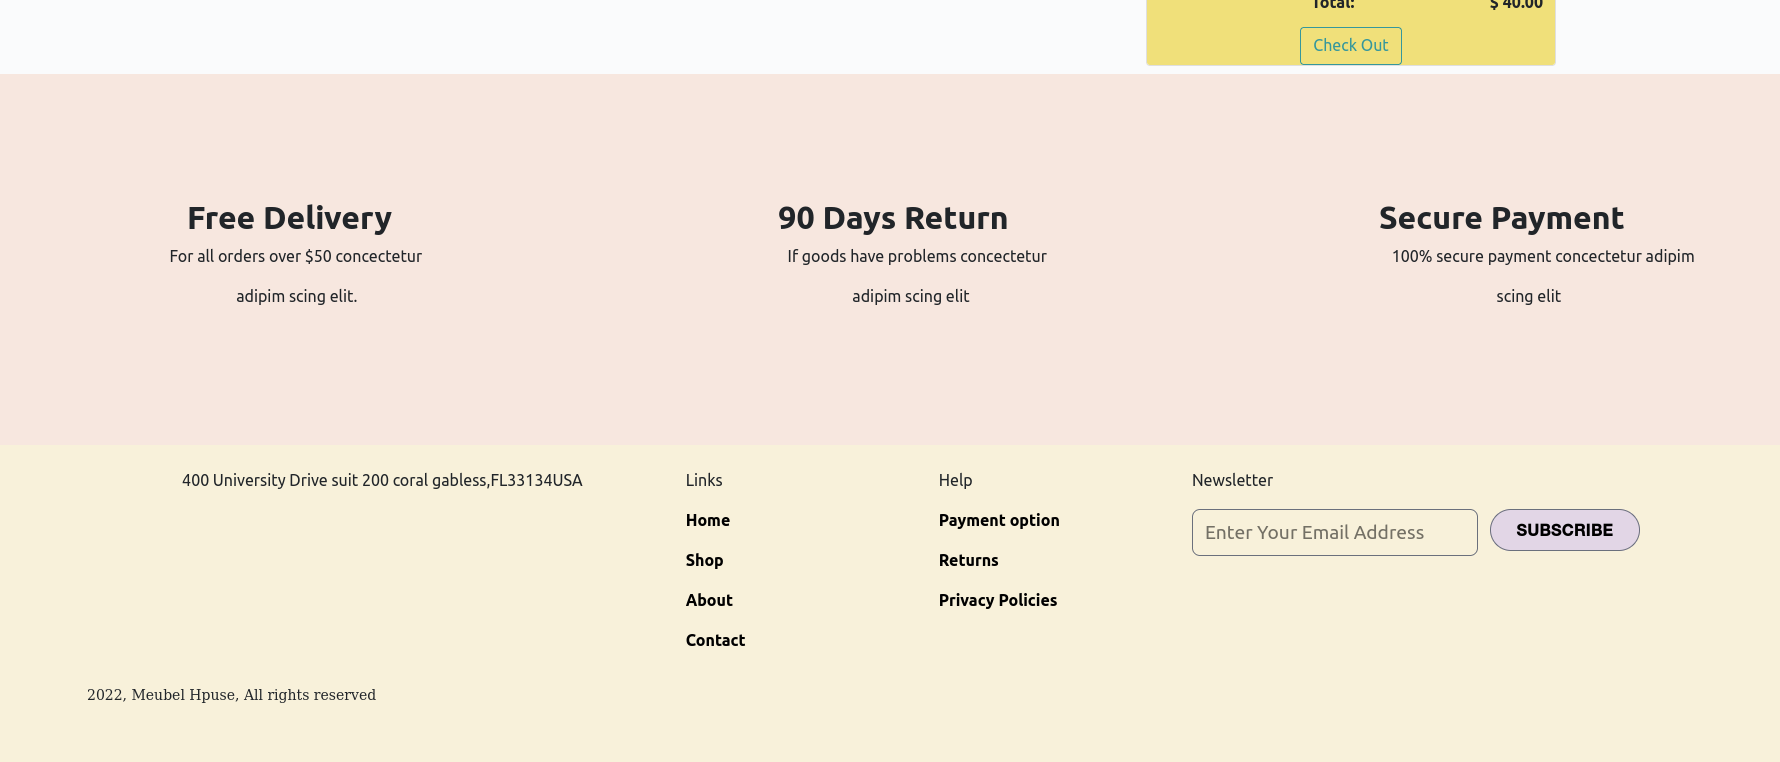 Total: $ 40.00
Check Out
Free Delivery
For all orders over $50 concectetur
adipim scing elit.
90 Days Return
If goods have problems concectetur
adipim scing elit
Secure Payment
100% secure payment concectetur adipim
scing elit
400 University Drive suit 200 coral gabless,FL33134USA
Links
Home
Shop
About
Contact
Help
Payment option
Returns
Privacy Policies
Newsletter
Enter Your Email Address
SUBSCRIBE
2022, Meubel Hpuse, All rights reserved